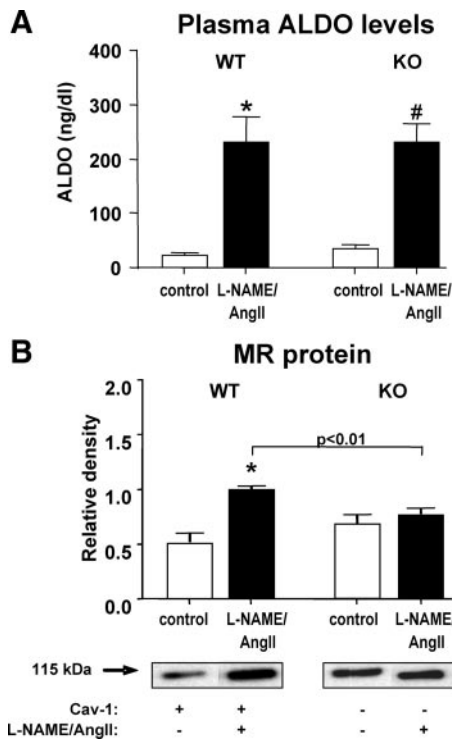 A Plasma ALDO levels
WT KO
ALDO (ng/dl)
400
300
200
100
0
* #
control L-NAME/ AngII control L-NAME/ AngII
B MR protein
WT KO
Relative density
2.0
1.5
1.0
0.5
0.0
p<0.01
*
control L-NAME/ AngII control L-NAME/ AngII
115 kDa
Cav-1: + + - -
L-NAME/AngII: - + - +